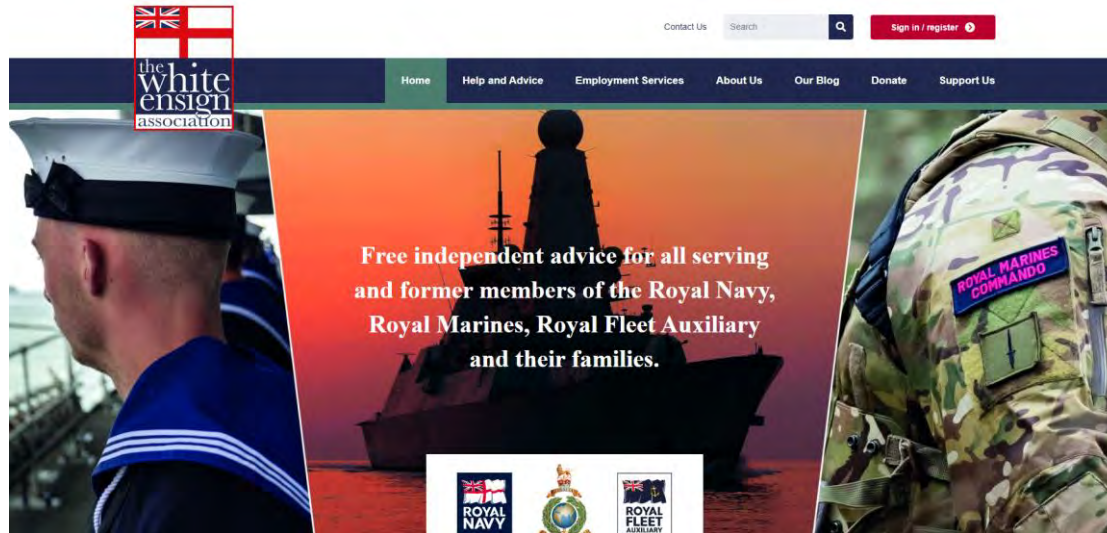 the
white
ensign
association
Contact Us
Search
Sign in / register
Home
Help and Advice
Employment Services
About Us
Our Blog
Donate
Support Us
Free independent advice for all serving
and former members of the Royal Navy,
Royal Marines, Royal Fleet Auxiliary
and their families.
ROYAL MARINES
COMMANDO
ROYAL
NAVY
ROYAL
FLEET
AUXILIARY